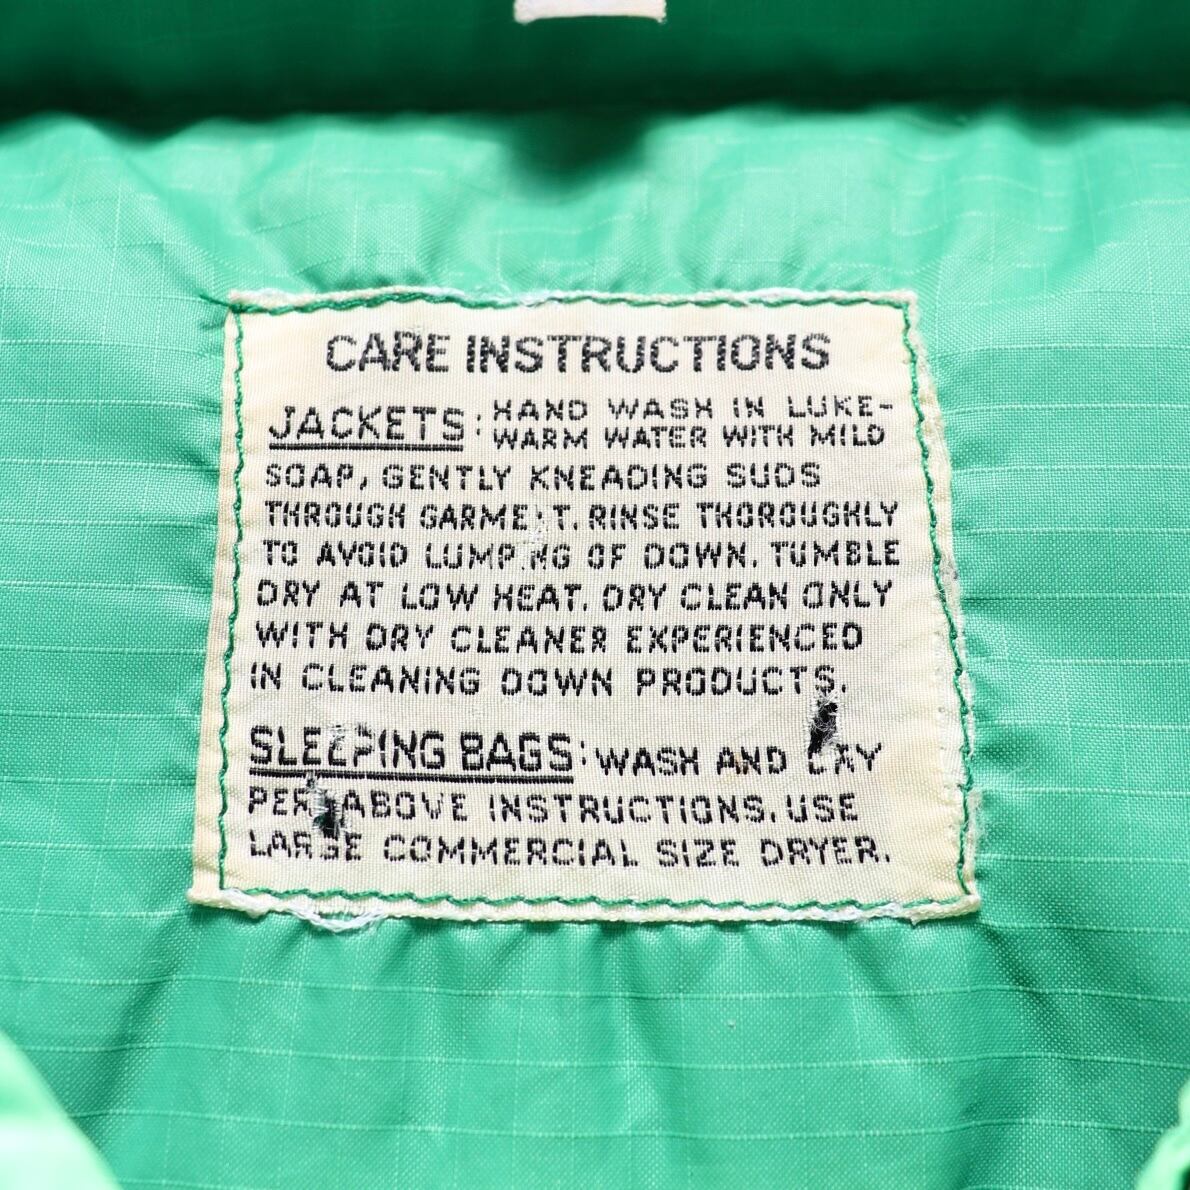 CARE INSTRUCTIONS
JACKETS: HAND WASH IN LUKE-
WARM WATER WITH MILD
SOAP, GENTLY KNEADING SUDS
THROUGH GARMENT. RINSE THOROUGHLY
TO AVOID LUMPING OF DOWN. TUMBLE
DRY AT LOW HEAT. DRY CLEAN ONLY
WITH DRY CLEANER EXPERIENCED
IN CLEANING DOWN PRODUCTS.
SLEEPING BAGS: WASH AND DRY
PER ABOVE INSTRUCTIONS. USE
LARGE COMMERCIAL SIZE DRYER.